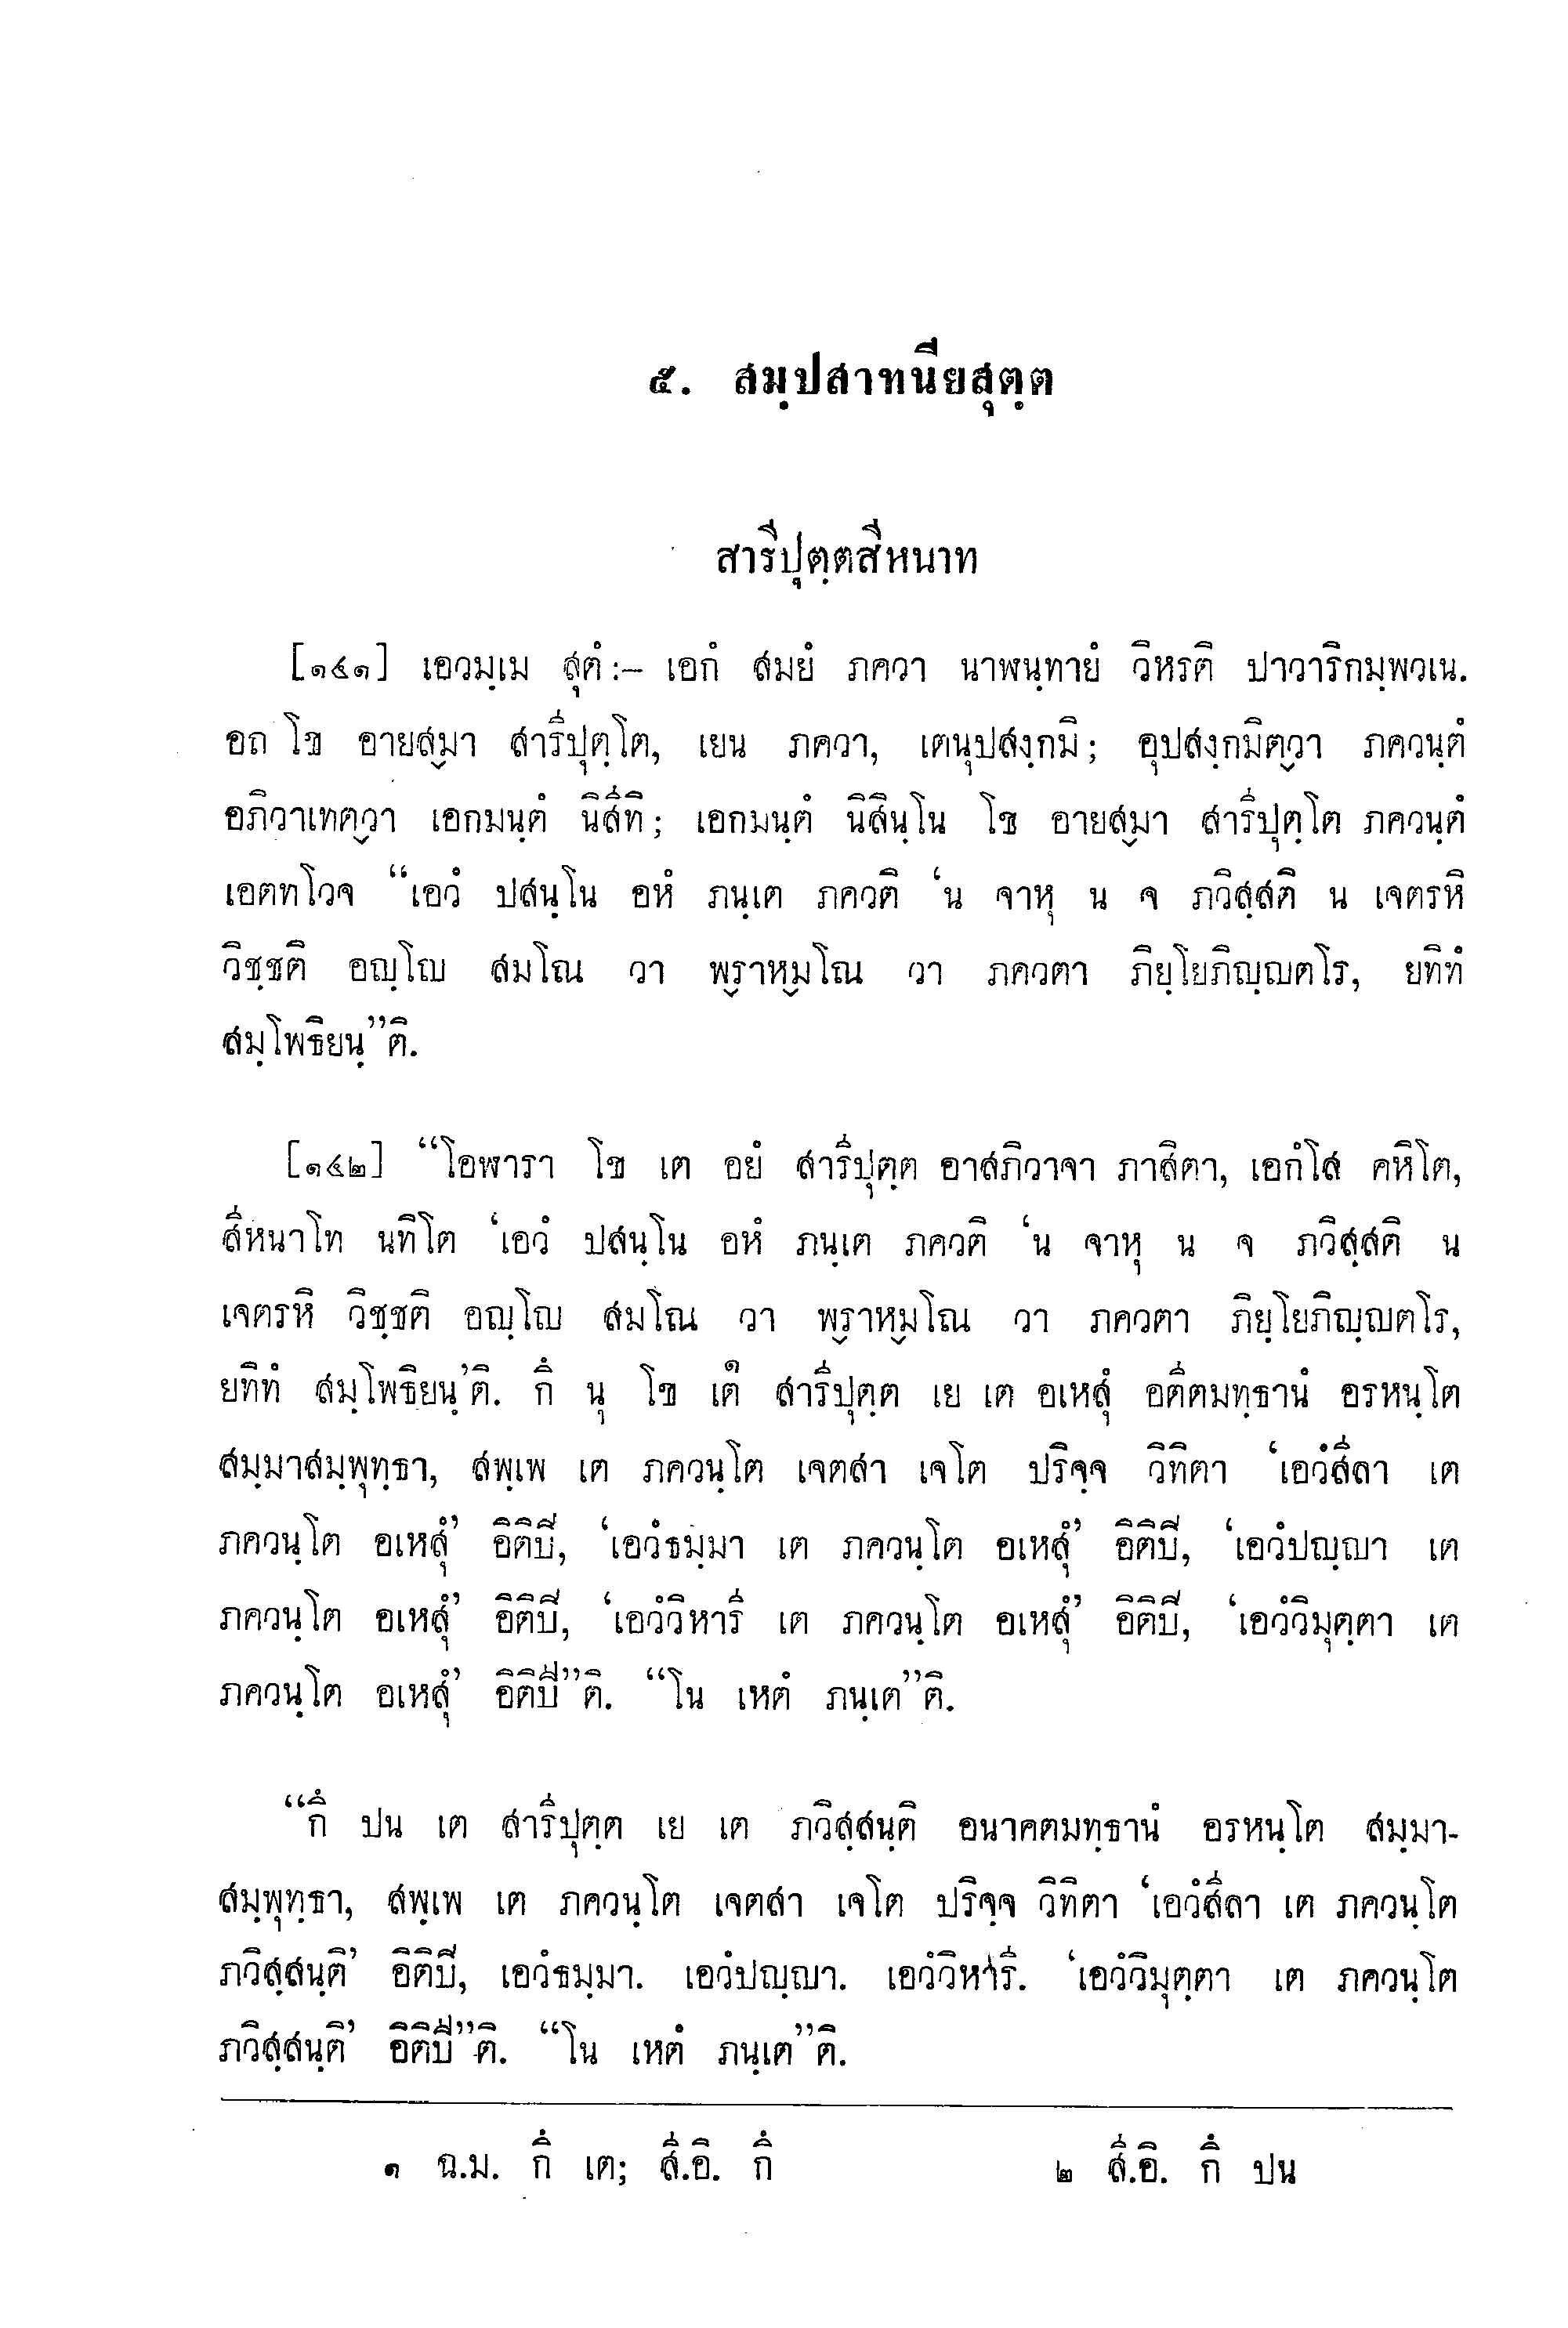 ๕. สมฺปสาทนียสุตฺต
สารีปุตฺตสีหนาท
[๑๔๑] เอวมฺเม สุตํ:– เอกํ สมยํ ภควา นาฬนฺทายํ วิหรติ ปาวาริกมฺพวเน.
อถ โข อายสฺมา สารีปุตฺโต, เยน ภควา, เตนุปสงฺกมิ; อุปสงฺกมิตฺวา ภควนฺตํ
อภิวาเทตฺวา เอกมนฺตํ นิสีทิ; เอกมนฺตํ นิสินฺโน โข อายสฺมา สารีปุตฺโต ภควนฺตํ
เอตทโวจ “เอวํ ปสนฺโน อหํ ภนฺเต ภควติ ‘น จาหุ น จ ภวิสฺสติ น เจตรหิ
วิชฺชติ อญฺโญ สมโณ วา พฺราหฺมโณ วา ภควตา ภิยฺโยภิญฺญตโร, ยทิทํ
สมฺโพธิยนฺ”ติ.
[๑๔๒] “โอฬารา โข เต อยํ สารีปุตฺต อาสภิวาจา ภาสิตา, เอกํโส คหิโต,
สีหนาโท นทิโต ‘เอวํ ปสนฺโน อหํ ภนฺเต ภควติ ‘น จาหุ น จ ภวิสฺสติ น
เจตรหิ วิชฺชติ อญฺโญ สมโณ วา พฺราหฺมโณ วา ภควตา ภิยฺโยภิญฺญตโร,
ยทิทํ สมฺโพธิยนฺ’ติ. กึ นุ โข เต๑ สารีปุตฺต เย เต อเหสุํ อตีตมทฺธานํ อรหนฺโต
สมฺมาสมฺพุทฺธา, สพฺเพ เต ภควนฺโต เจตสา เจโต ปริจฺจ วิทิตา ‘เอวํสีลา เต
ภควนฺโต อเหสุํ’ อิติปิ, ‘เอวํธมฺมา เต ภควนฺโต อเหสุํ’ อิติปิ, ‘เอวํปญฺญา เต
ภควนฺโต อเหสุํ’ อิติปิ, ‘เอวํวิหารี เต ภควนฺโต อเหสุํ’ อิติปิ, ‘เอวํวิมุตฺตา เต
ภควนฺโต อเหสุํ’ อิติปี”ติ. “โน เหตํ ภนฺเต”ติ.
“กึ ปน เต สารีปุตฺต เย เต ภวิสฺสนฺติ อนาคตมทฺธานํ อรหนฺโต สมฺมา-
สมฺพุทฺธา, สพฺเพ เต ภควนฺโต เจตสา เจโต ปริจฺจ วิทิตา ‘เอวํสีลา เต ภควนฺโต
ภวิสฺสนฺติ’ อิติปิ, เอวํธมฺมา. เอวํปญฺญา. เอวํวิหารี. ‘เอวํวิมุตฺตา เต ภควนฺโต
ภวิสฺสนฺติ’ อิติปี”ติ. “โน เหตํ ภนฺเต”ติ.
๑ ฉ.ม. กึ เต; สี.อิ. กึ ๒ สี.อิ. กึ ปน